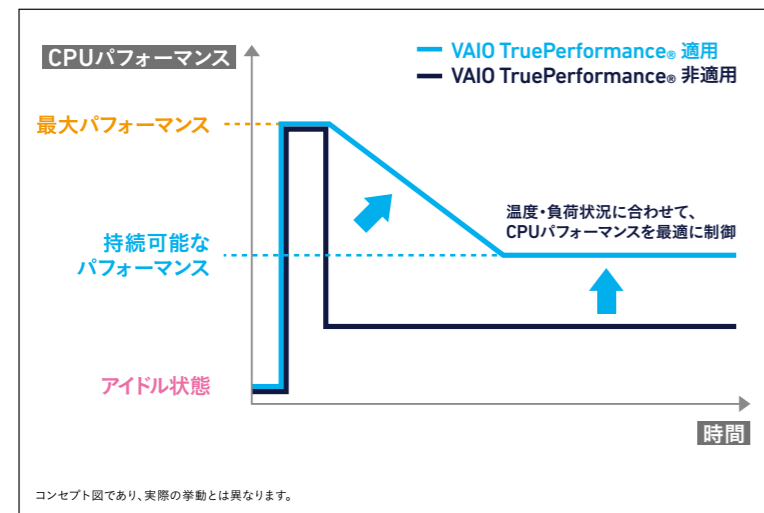 CPUパフォーマンス
VAIO TruePerformance® 適用
VAIO TruePerformance® 非適用
最大パフォーマンス
温度・負荷状況に合わせて、
CPUパフォーマンスを最適に制御
持続可能な
パフォーマンス
アイドル状態
時間
コンセプト図であり、実際の挙動とは異なります。